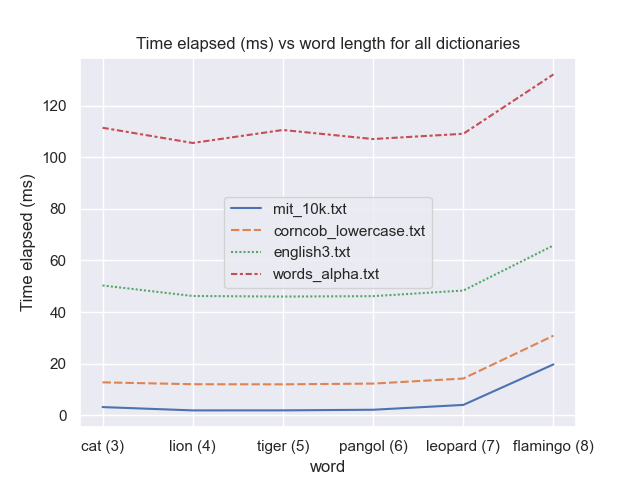 Time elapsed (ms) vs word length for all dictionaries
Time elapsed (ms)
120
100
80
60
40
20
0
mit_10k.txt
corncob_lowercase.txt
english3.txt
words_alpha.txt
cat (3) lion (4) tiger (5) pangol (6) leopard (7) flamingo (8)
word